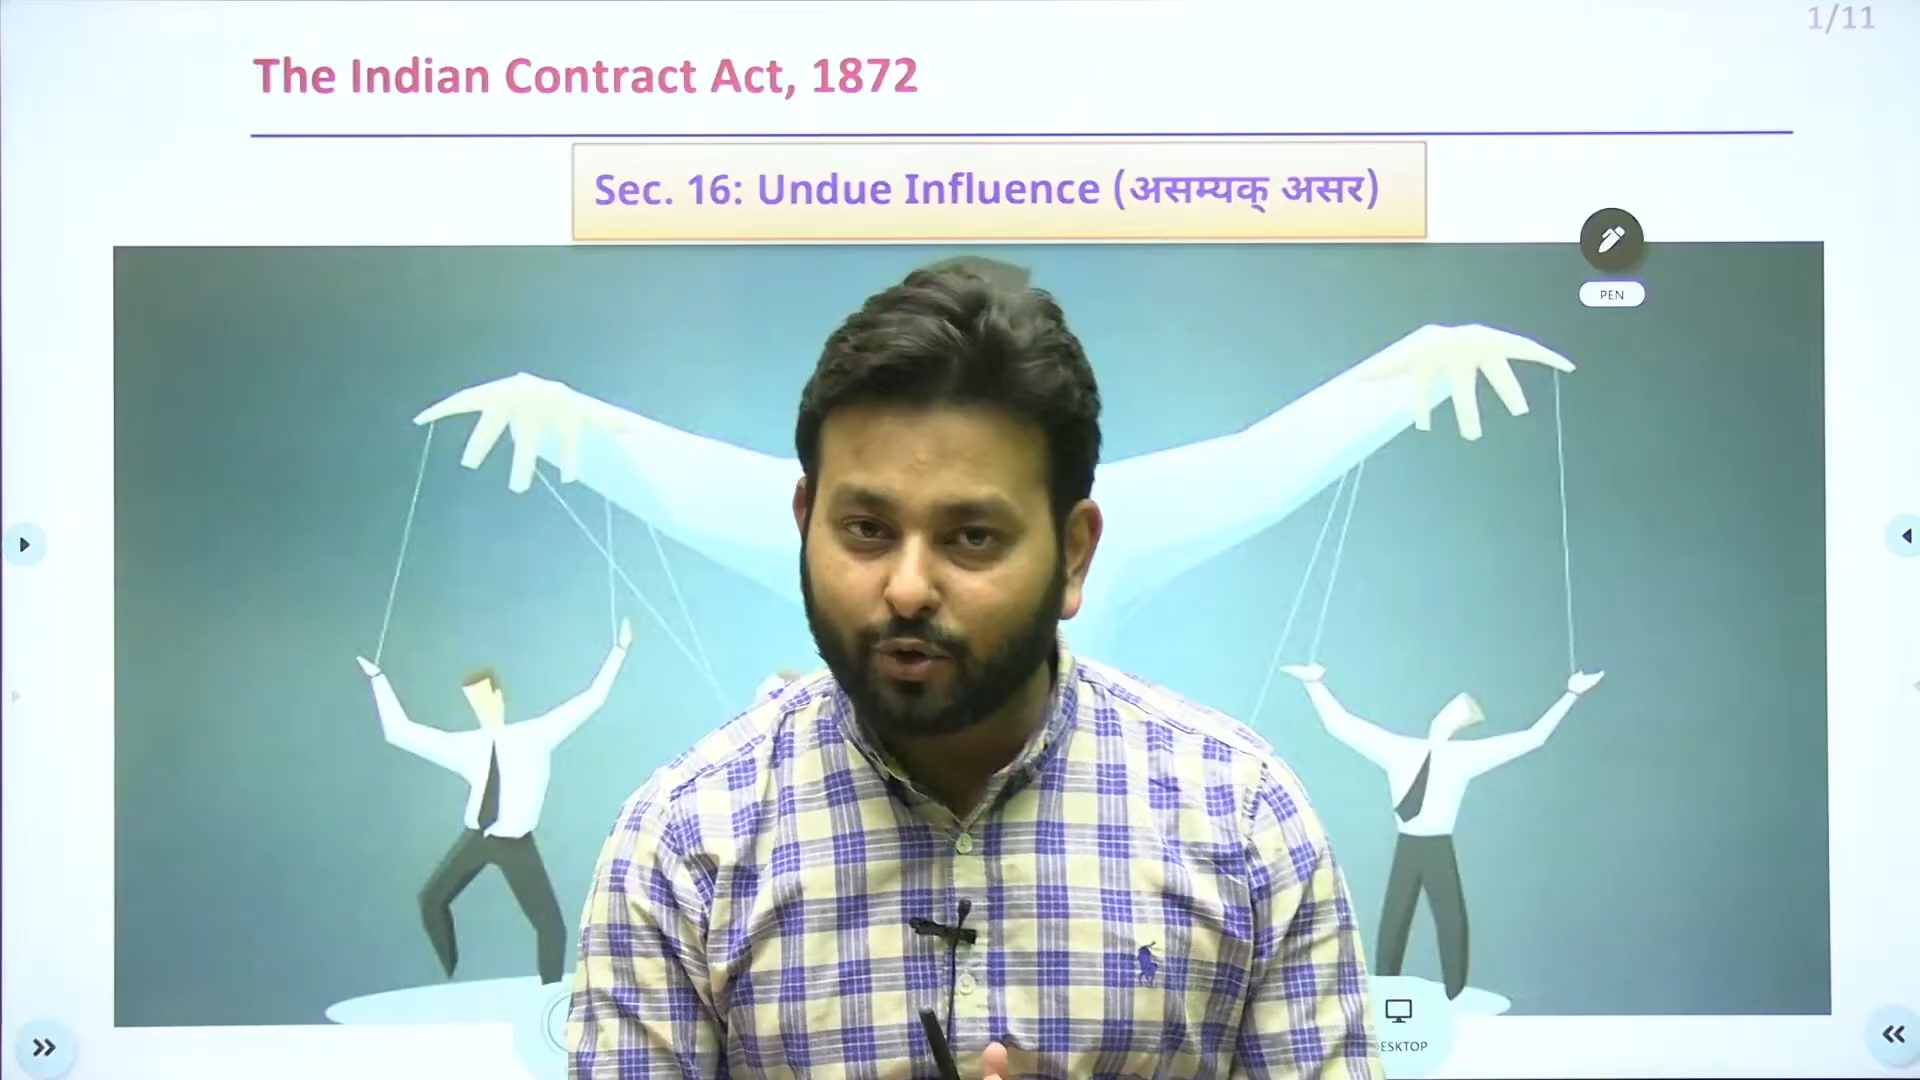 1/11
The Indian Contract Act, 1872
Sec. 16: Undue Influence (असम्यक् असर)
PEN
ESKTOP